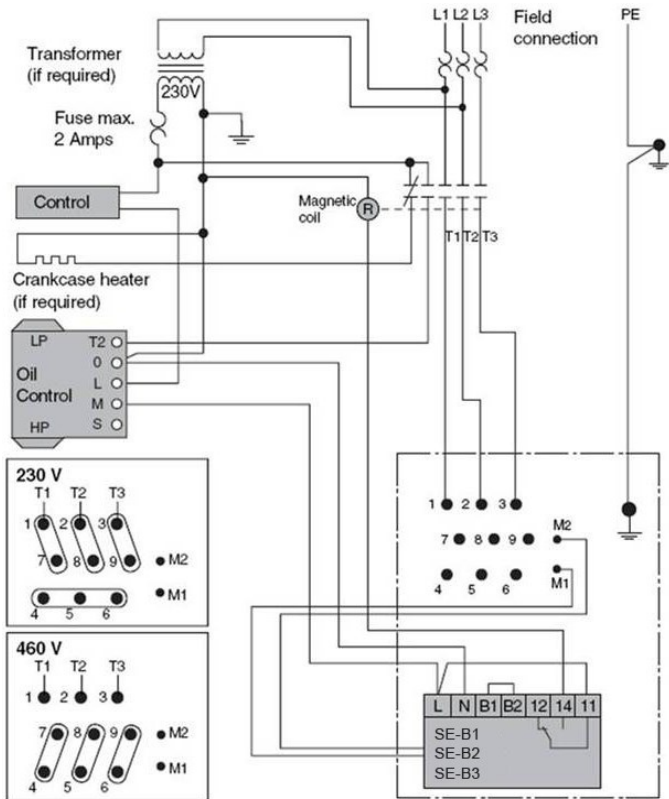 L1 L2 L3
Field
connection
PE
Transformer
(if required)
230V
Fuse max.
2 Amps
Control
Magnetic
coil
R
T1 T2 T3
Crankcase heater
(if required)
LP
Oil
Control
HP
T2
0
L
M
S
230 V
T1 T2 T3
1 2 3
7 8 9
M2
M1
4 5 6
460 V
T1 T2 T3
1 2 3
7 8 9
M2
M1
4 5 6
1 2 3
M2
7 8 9
M1
4 5 6
L N B1 B2 12 14 11
SE-B1
SE-B2
SE-B3